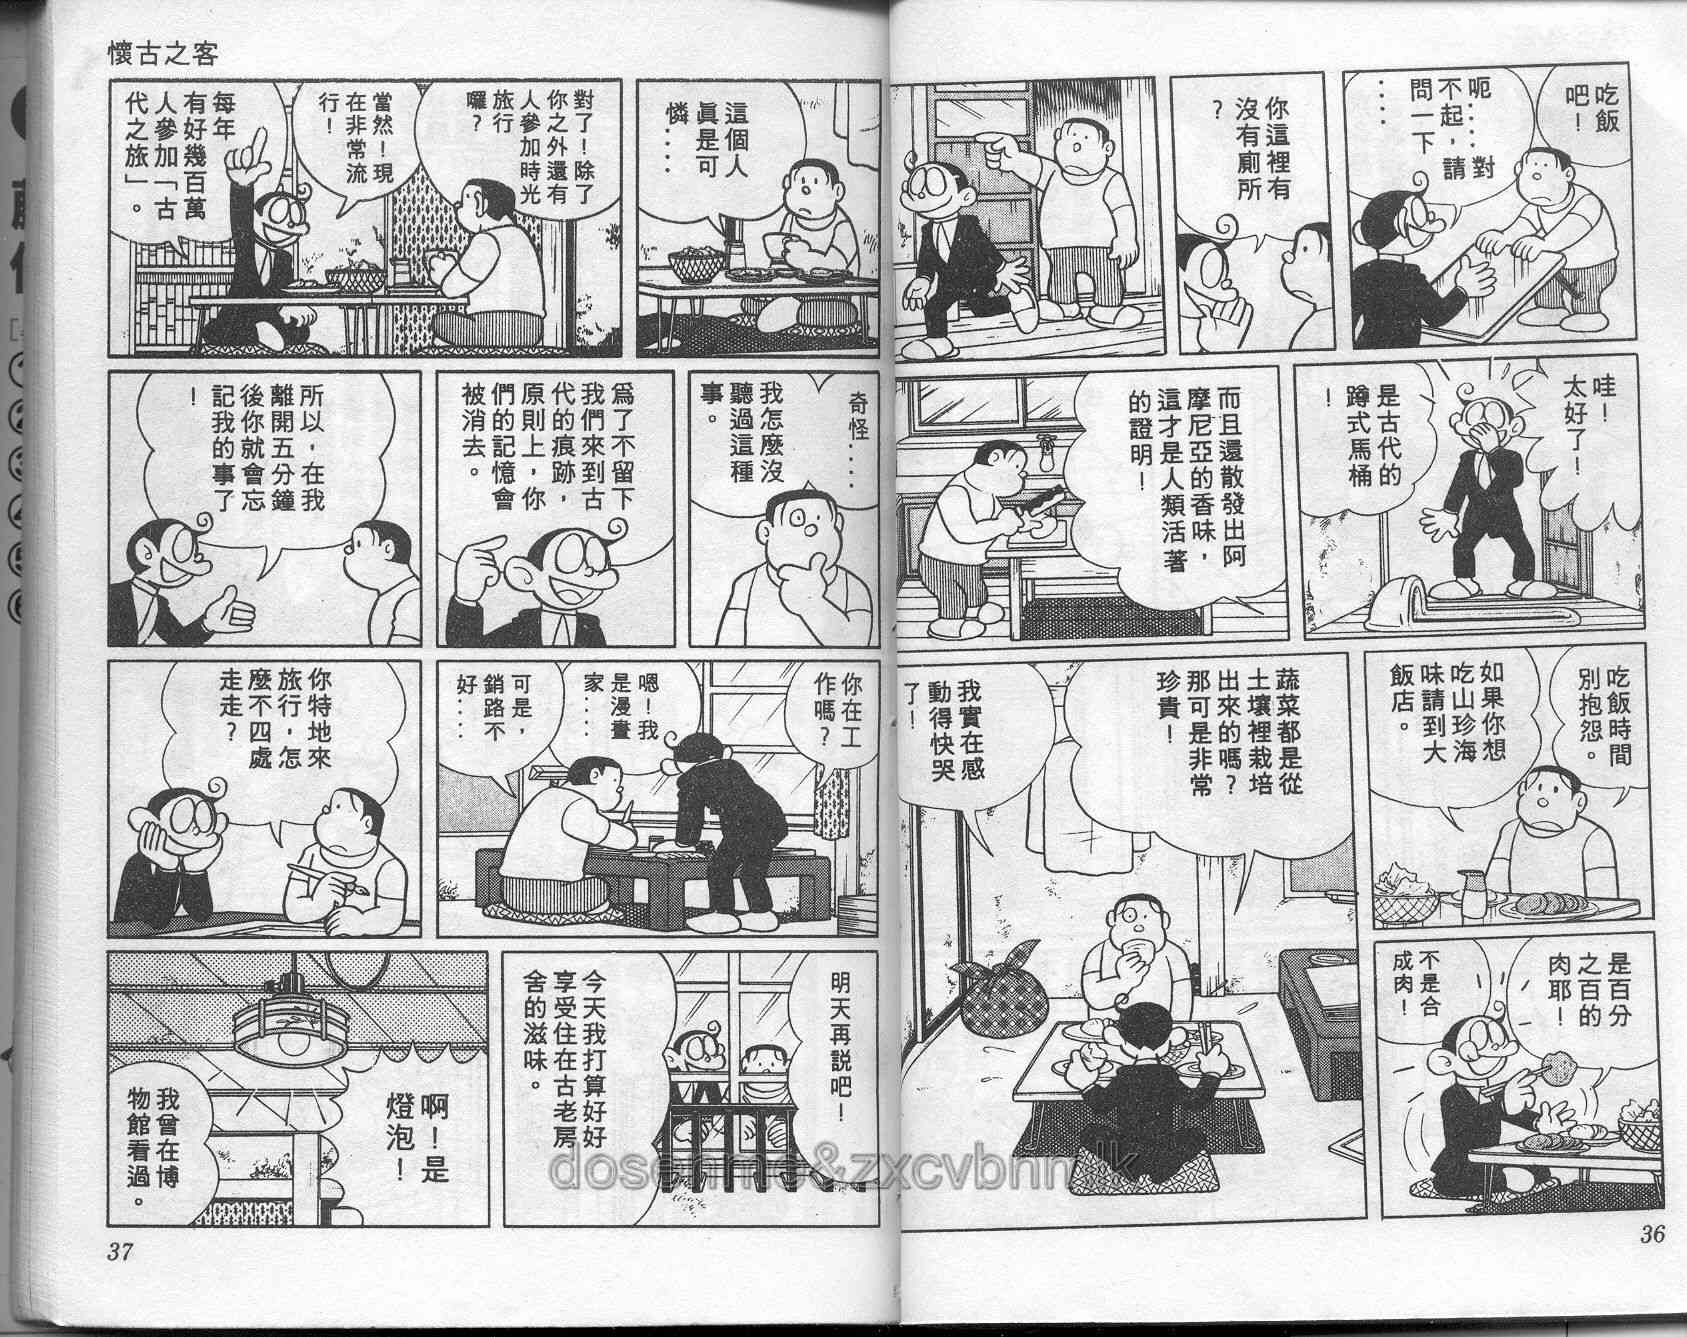 吃飯
吧！
呃‥‥對
不起，請
問一下
‥‥
你這裡有
沒有廁所
？
哇！
太好了！
是古代的
蹲式馬桶
！
而且還散發出阿
摩尼亞的香味，
這才是人類活著
的證明！
吃飯時間
別抱怨。
如果你想
吃山珍海
味請到大
飯店。
蔬菜都是從
土壤裡栽培
出來的嗎？
那可是非常
珍貴！
我實在感
動得快哭
了！
是百分
之百的
肉耶！
不是合
成肉！
36
懷古之客
這個人
真是可
憐‥‥
對了！除了
你之外還有
人參加時光
旅行
囉？
當然！現
在非常流
行！
每年
有好幾百萬
人參加「古
代之旅」。
奇怪‥‥
我怎麼沒
聽過這種
事。
為了不留下
我們來到古
代的痕跡，
原則上，你
們的記憶會
被消去。
所以，在我
離開五分鐘
後你就會忘
記我的事了
！
你在工
作嗎？
嗯！我
是漫畫
家‥‥
可是，
銷路不
好‥‥
你特地來
旅行，怎
麼不四處
走走？
明天再說吧！
今天我打算好好
享受住在古老房
舍的滋味。
啊！是
燈泡！
我曾在博
物館看過。
37
dosenme&zxcvbnm.lk